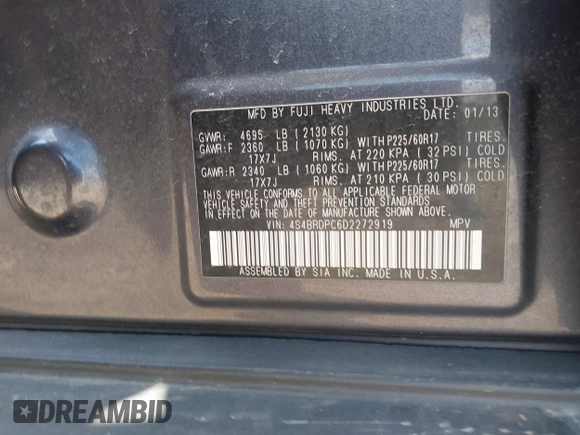 MFD BY FUJI HEAVY INDUSTRIES LTD.
DATE: 01/13
GVWR: 4695 LB ( 2130 KG)
GAWR:F 2360 LB ( 1070 KG) WITH P225/60R17 TIRES.
17X7J RIMS. AT 220 KPA ( 32 PSI) COLD
GAWR:R 2340 LB ( 1060 KG) WITH P225/60R17 TIRES.
17X7J RIMS. AT 210 KPA ( 30 PSI) COLD
THIS VEHICLE CONFORMS TO ALL APPLICABLE FEDERAL MOTOR
VEHICLE SAFETY AND THEFT PREVENTION STANDARDS
IN EFFECT ON THE DATE OF MANUFACTURE SHOWN ABOVE.
VIN: 4S4BRDPC6D2272919 MPV
ASSEMBLED BY SIA INC. MADE IN U.S.A.
DREAMBID